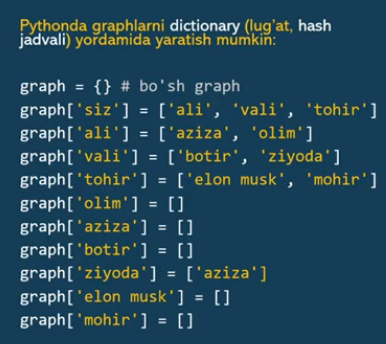 Pythonda graphlarni dictionary (lug'at, hash
jadvali) yordamida yaratish mumkin:
graph = {} # bo'sh graph
graph['siz'] = ['ali', 'vali', 'tohir']
graph['ali'] = ['aziza', 'olim']
graph['vali'] = ['botir', 'ziyoda']
graph['tohir'] = ['elon musk', 'mohir']
graph['olim'] = []
graph['aziza'] = []
graph['botir'] = []
graph['ziyoda'] = ['aziza']
graph['elon musk'] = []
graph['mohir'] = []